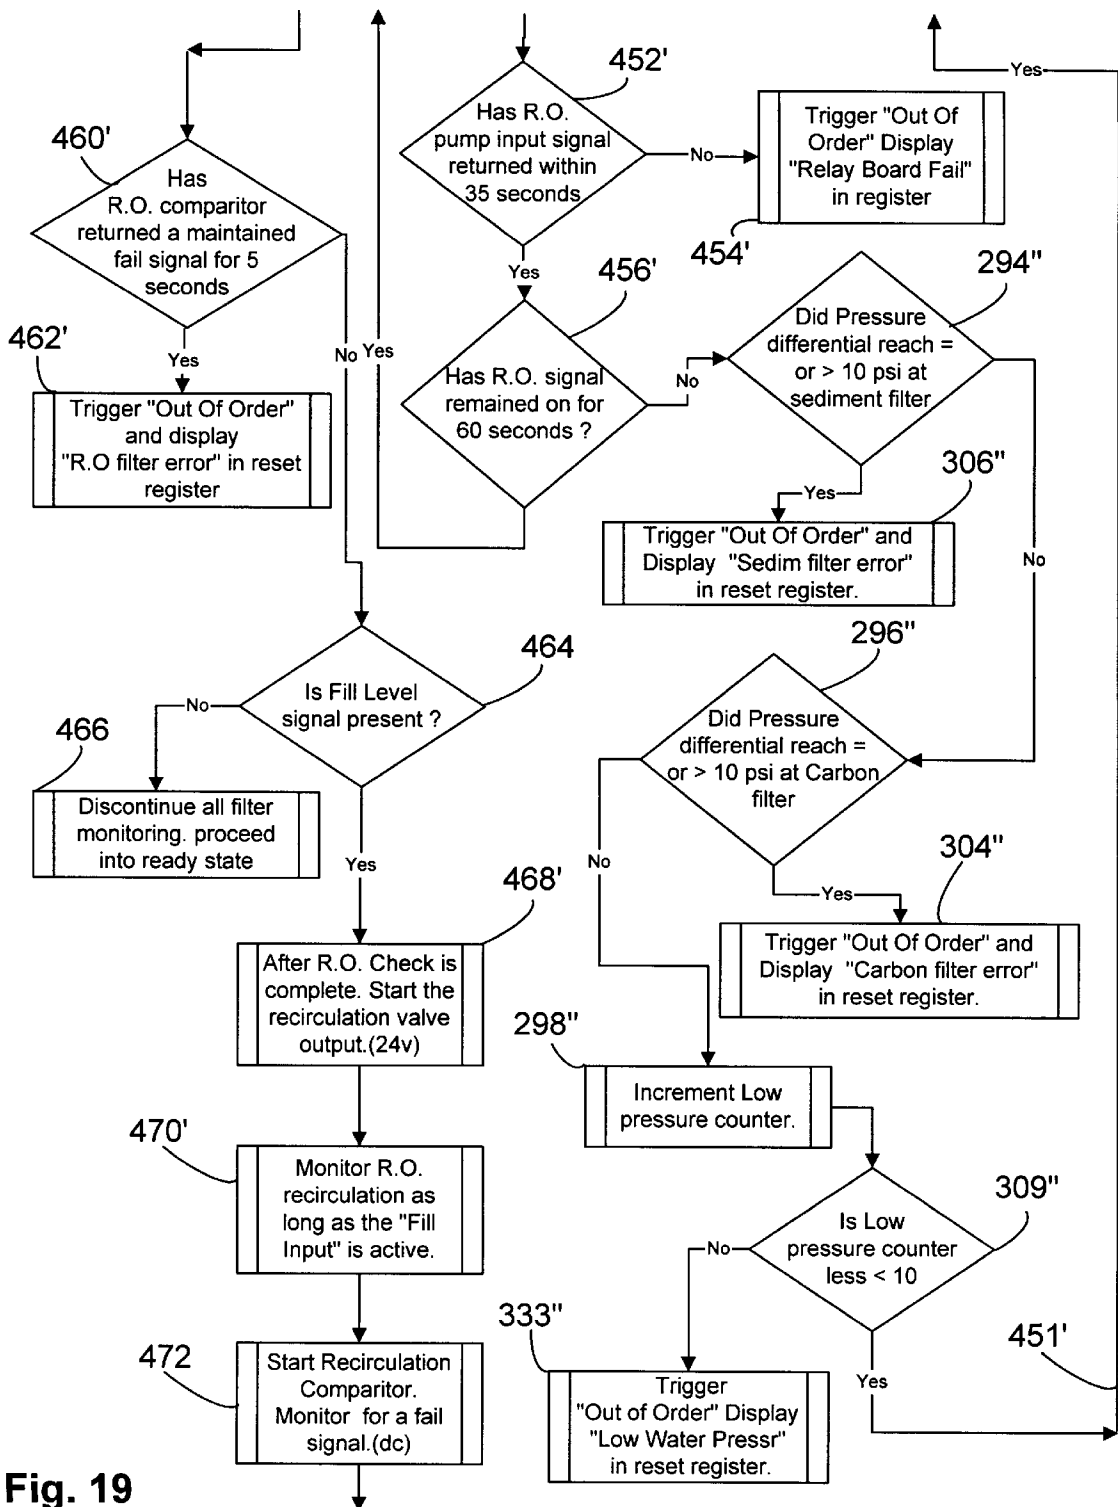 452'
Has R.O.
pump input signal
returned within
35 seconds
No
Trigger "Out Of
Order" Display
"Relay Board Fail"
in register
454'
Yes
460'
Has
R.O. comparitor
returned a maintained
fail signal for 5
seconds
Yes
No
Yes
462'
Trigger "Out Of Order"
and display
"R.O filter error" in reset
register
Yes
456'
Has R.O. signal
remained on for
60 seconds ?
No
294"
Did Pressure
differential reach =
or > 10 psi at
sediment filter
Yes
No
306"
Trigger "Out Of Order" and
Display "Sedim filter error"
in reset register.
464
Is Fill Level
signal present ?
No
466
Discontinue all filter
monitoring. proceed
into ready state
Yes
296"
Did Pressure
differential reach =
or > 10 psi at Carbon
filter
No
Yes
304"
Trigger "Out Of Order" and
Display "Carbon filter error"
in reset register.
468'
After R.O. Check is
complete. Start the
recirculation valve
output.(24v)
298"
Increment Low
pressure counter.
470'
Monitor R.O.
recirculation as
long as the "Fill
Input" is active.
309"
Is Low
pressure counter
less < 10
No
Yes
451'
333"
Trigger
"Out of Order" Display
"Low Water Pressr"
in reset register.
472
Start Recirculation
Comparitor.
Monitor for a fail
signal.(dc)
Fig. 19